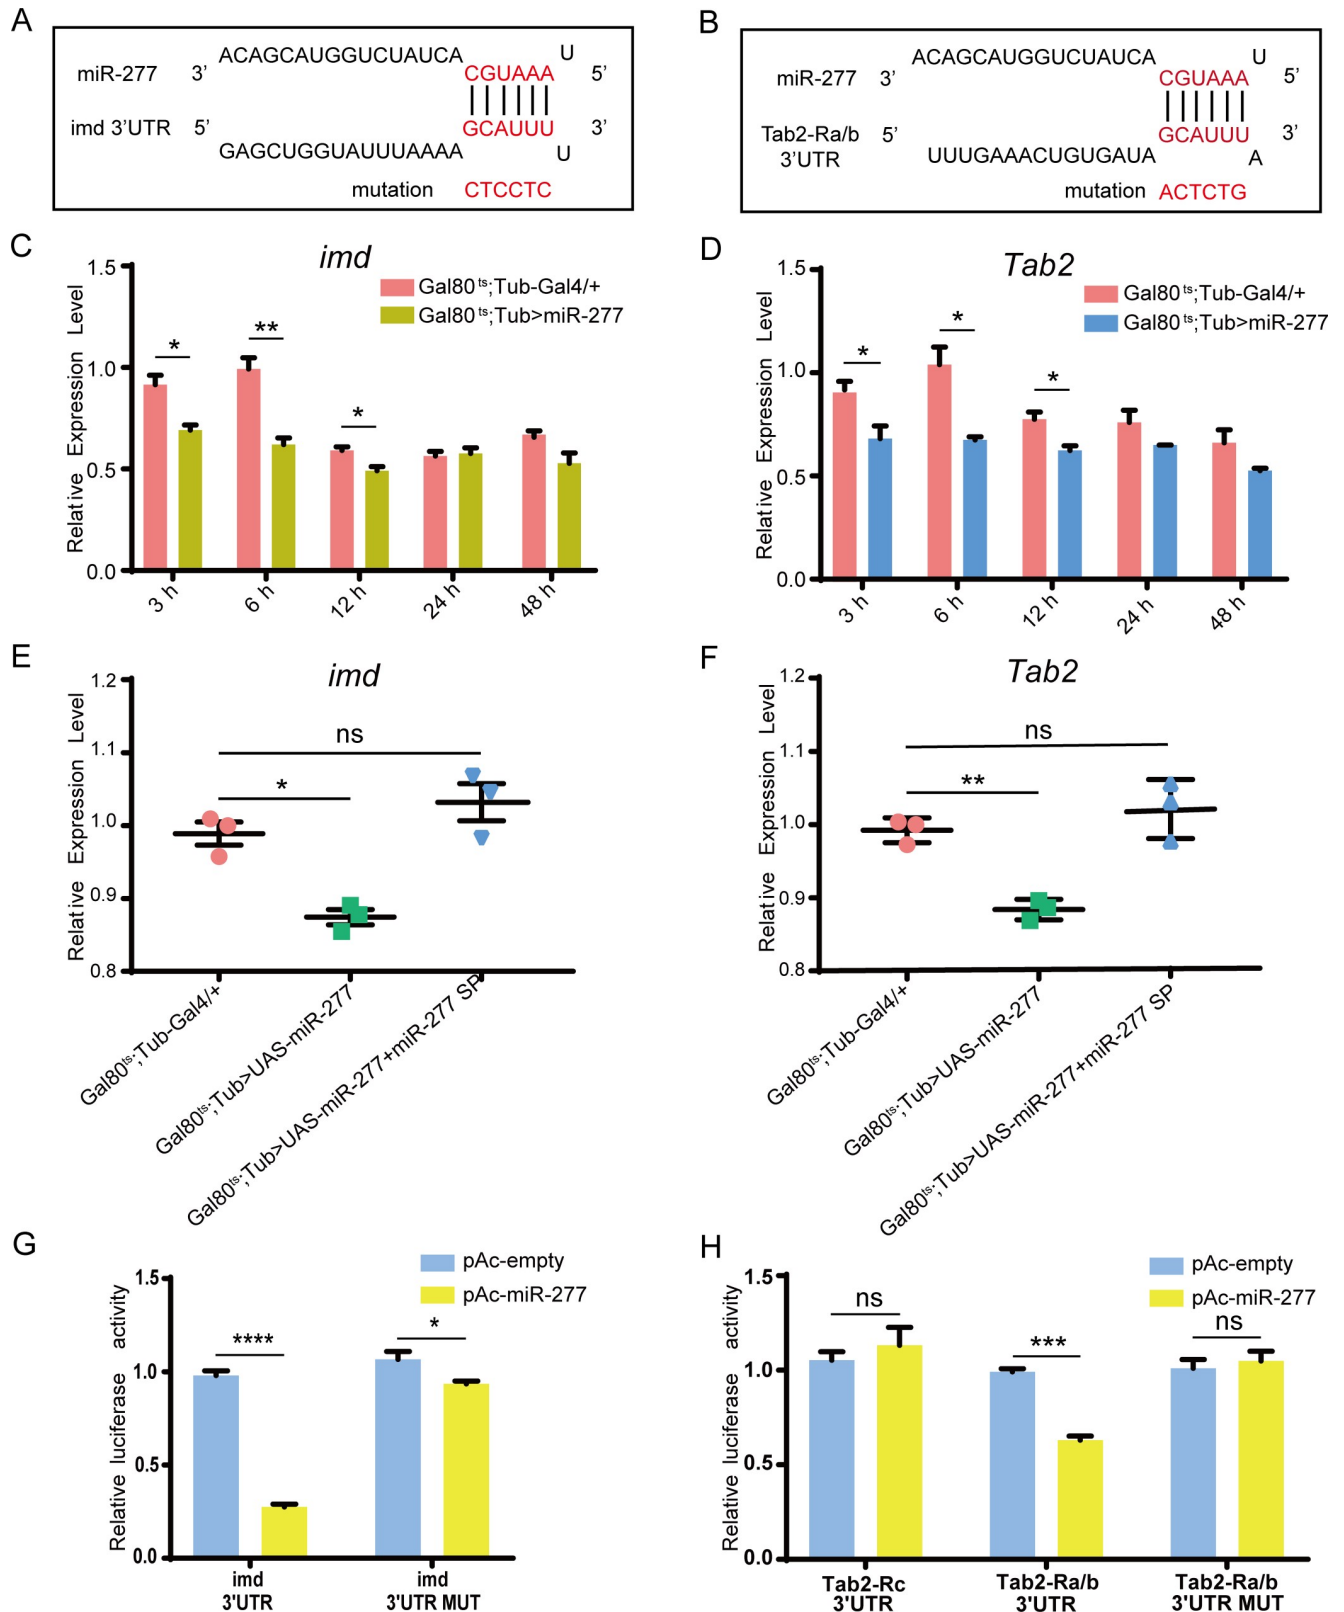 A
ACAGCAUGGUCUAUCA U
miR-277 3’ CGUAAA 5’
imd 3’UTR 5’ GCAUUU 3’
GAGCUGGUAUUUAAAA U
mutation CTCCTC
B
ACAGCAUGGUCUAUCA U
miR-277 3’ CGUAAA 5’
Tab2-Ra/b 5’ GCAUUU 3’
3’UTR UUUGAAACUGUGAUA A
mutation ACTCTG
C
imd
Relative Expression Level
1.5
1.0
0.5
0.0
Gal80ts;Tub-Gal4/+
Gal80ts;Tub>miR-277
* ** *
3 h 6 h 12 h 24 h 48 h
D
Tab2
Relative Expression Level
1.5
1.0
0.5
0.0
Gal80ts;Tub-Gal4/+
Gal80ts;Tub>miR-277
* * *
3 h 6 h 12 h 24 h 48 h
E
imd
Relative Expression Level
1.2
1.1
1.0
0.9
0.8
ns
*
Gal80ts;Tub-Gal4/+
Gal80ts;Tub>UAS-miR-277
Gal80ts;Tub>UAS-miR-277+miR-277 SP
F
Tab2
Relative Expression Level
1.2
1.1
1.0
0.9
0.8
ns
**
Gal80ts;Tub-Gal4/+
Gal80ts;Tub>UAS-miR-277
Gal80ts;Tub>UAS-miR-277+miR-277 SP
G
pAc-empty
pAc-miR-277
Relative luciferase activity
1.5
1.0
0.5
0.0
**** *
imd imd
3'UTR 3'UTR MUT
H
pAc-empty
pAc-miR-277
Relative luciferase activity
1.5
1.0
0.5
0.0
ns *** ns
Tab2-Rc Tab2-Ra/b Tab2-Ra/b
3'UTR 3'UTR 3'UTR MUT